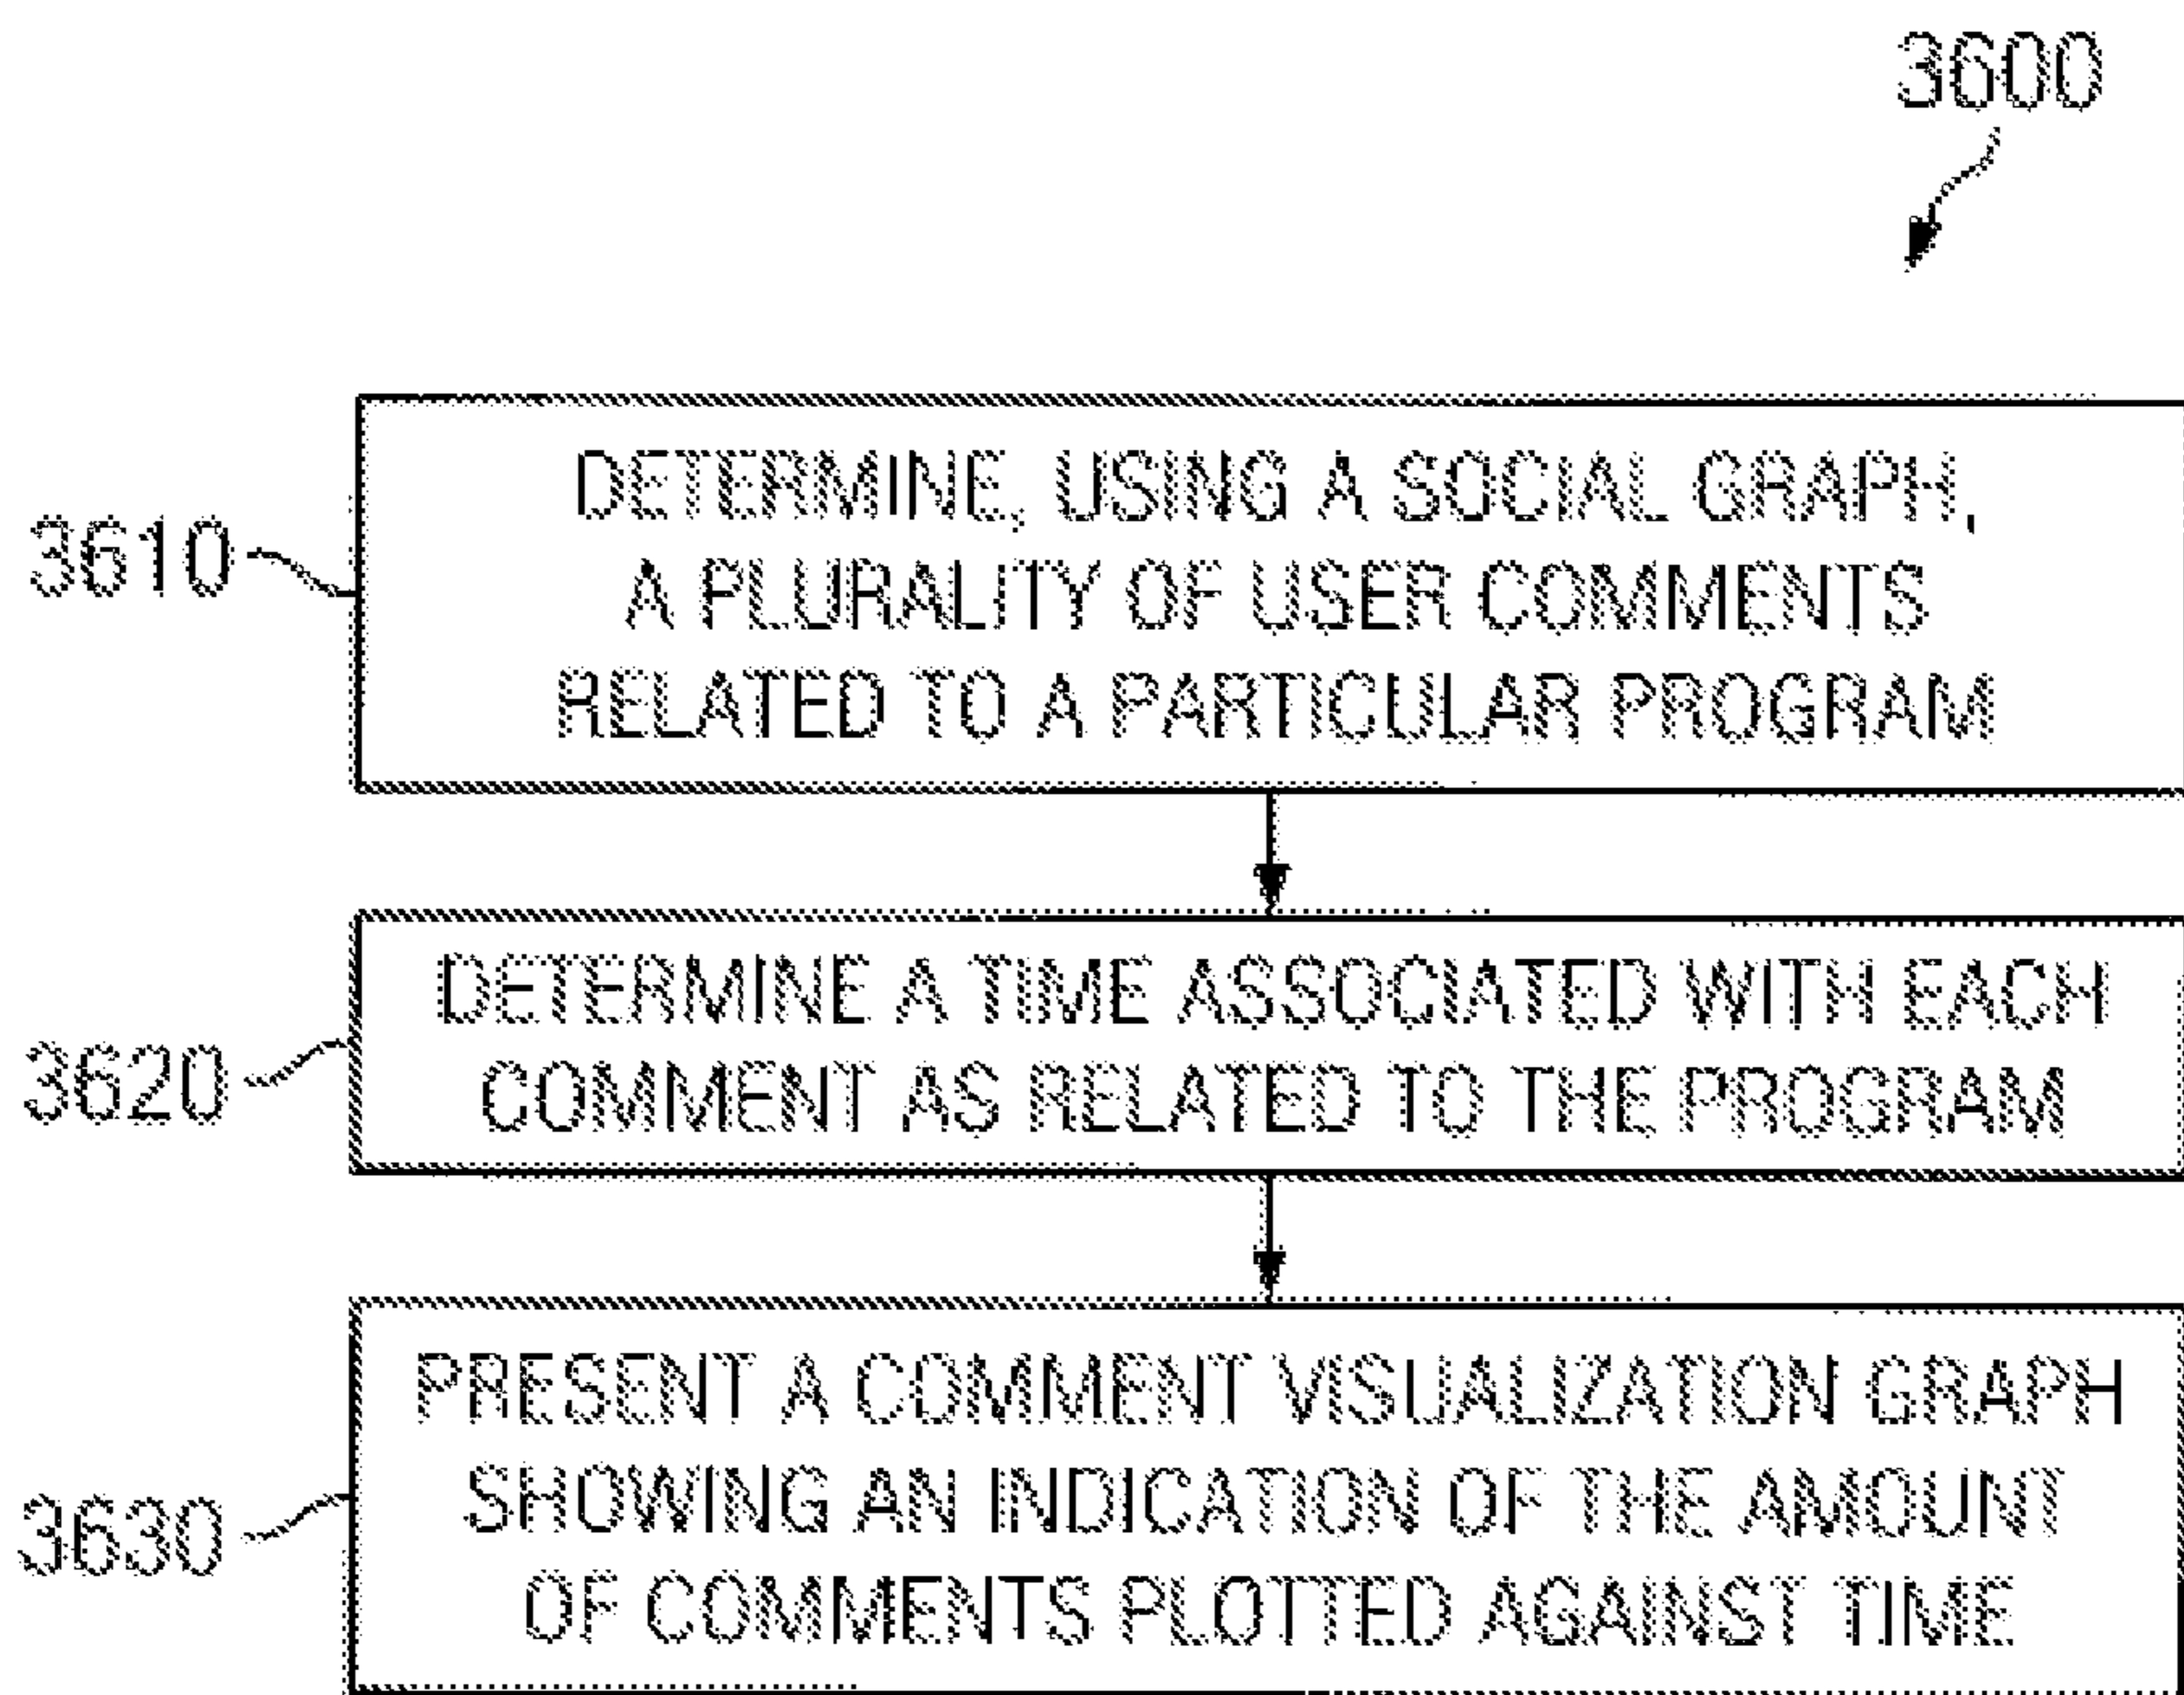 3600
3610
DETERMINE, USING A SOCIAL GRAPH,
A PLURALITY OF USER COMMENTS
RELATED TO A PARTICULAR PROGRAM
3620
DETERMINE A TIME ASSOCIATED WITH EACH
COMMENT AS RELATED TO THE PROGRAM
3630
PRESENT A COMMENT VISUALIZATION GRAPH
SHOWING AN INDICATION OF THE AMOUNT
OF COMMENTS PLOTTED AGAINST TIME